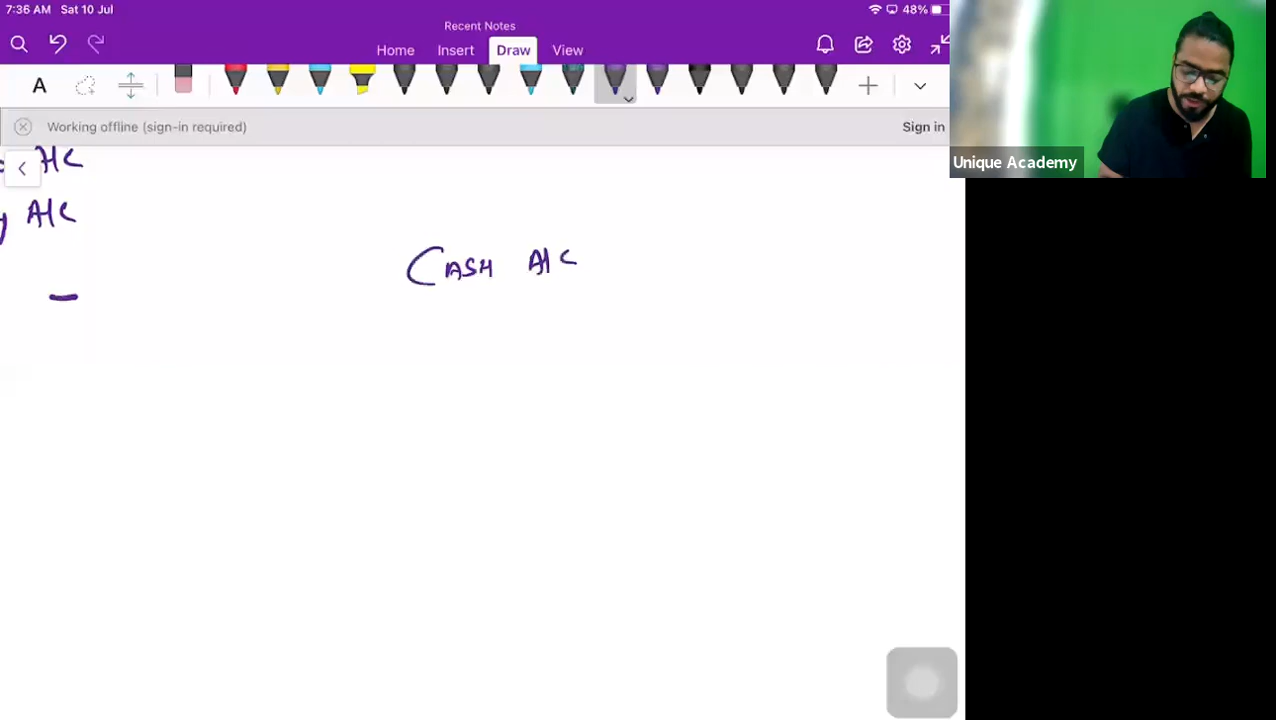 7:36 AM Sat 10 Jul
48%
Recent Notes
Home Insert Draw View
A
Working offline (sign-in required)
Sign in
Unique Academy
A/C
A/C
CASH A/C